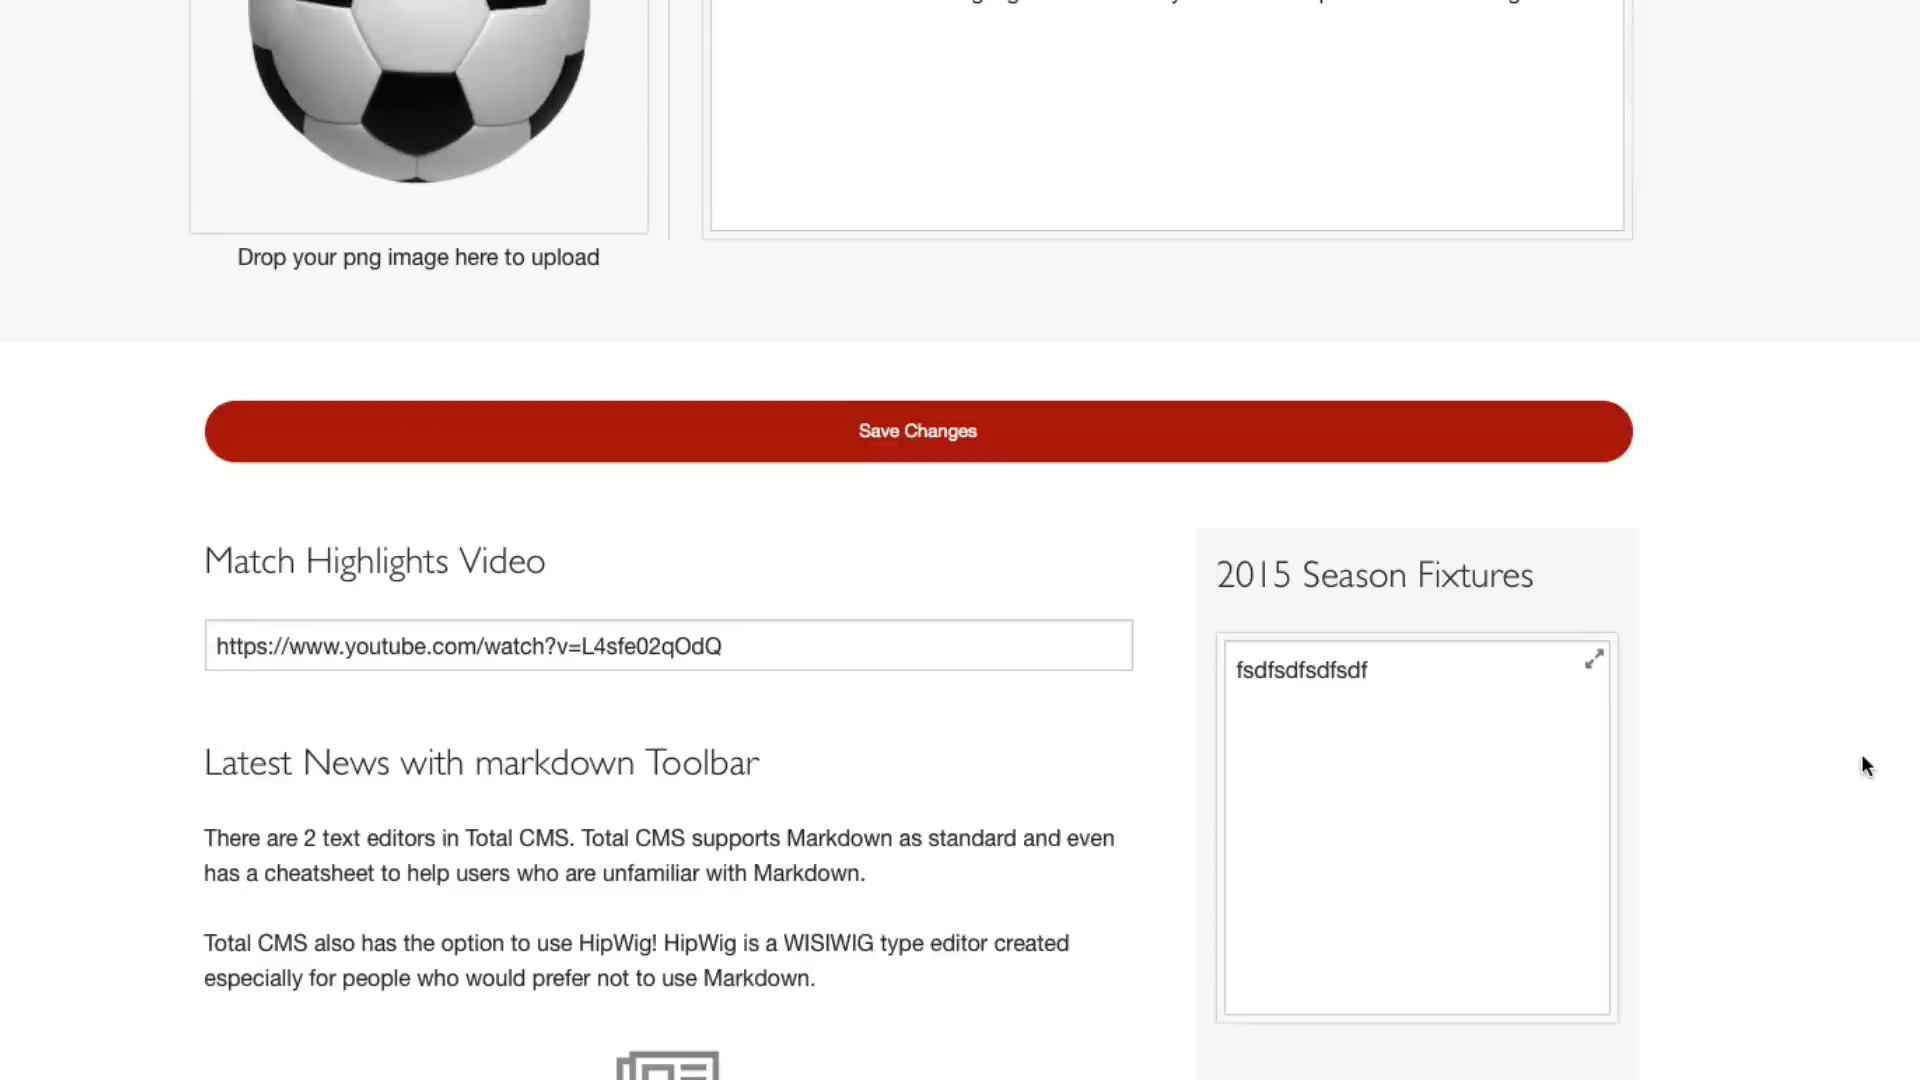 Drop your png image here to upload
Save Changes
Match Highlights Video
https://www.youtube.com/watch?v=L4sfe02qOdQ
Latest News with markdown Toolbar
There are 2 text editors in Total CMS. Total CMS supports Markdown as standard and even
has a cheatsheet to help users who are unfamiliar with Markdown.
Total CMS also has the option to use HipWig! HipWig is a WISIWIG type editor created
especially for people who would prefer not to use Markdown.
2015 Season Fixtures
fsdfsdfsdfsdf